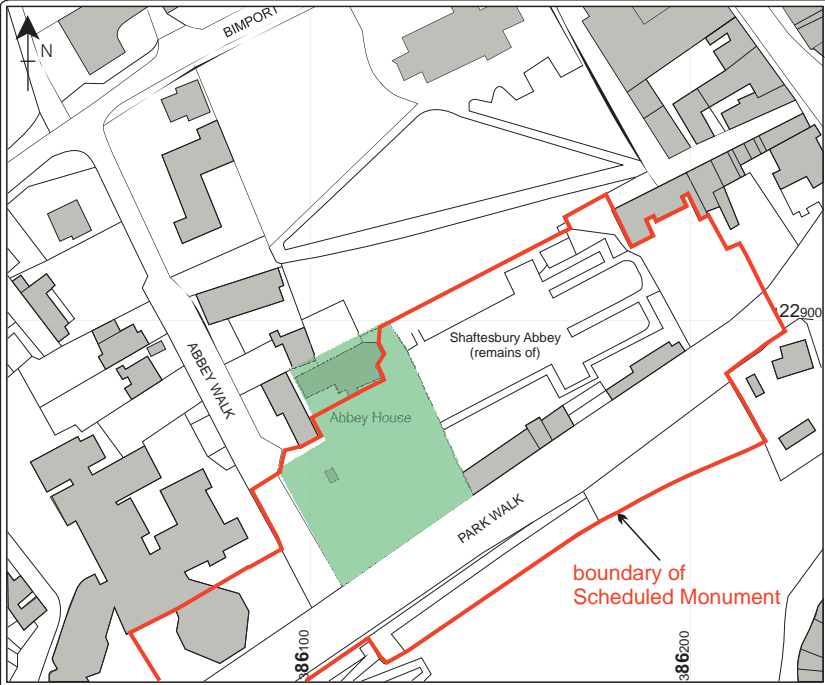 BIMPORT
N
22900
Shaftesbury Abbey
(remains of)
ABBEY WALK
Abbey House
PARK WALK
boundary of
Scheduled Monument
386100
386200